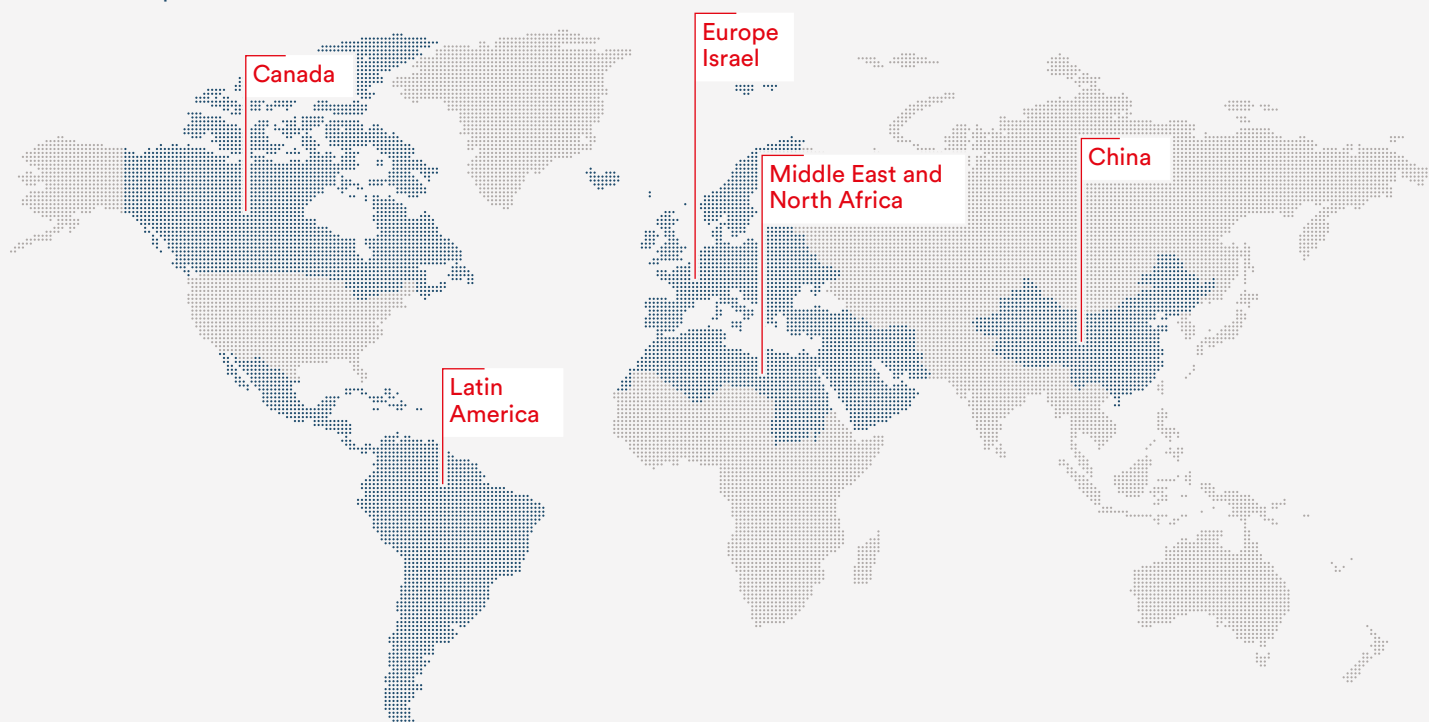 Europe
Israel
Canada
China
Middle East and
North Africa
Latin
America